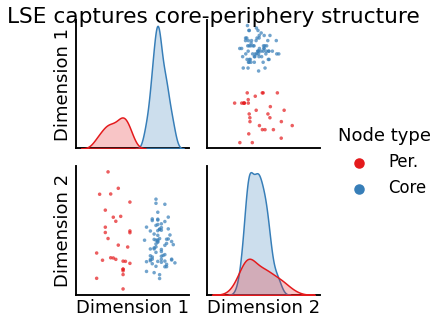 LSE captures core-periphery structure
Dimension 1
Node type
Per.
Core
Dimension 2
Dimension 1
Dimension 2